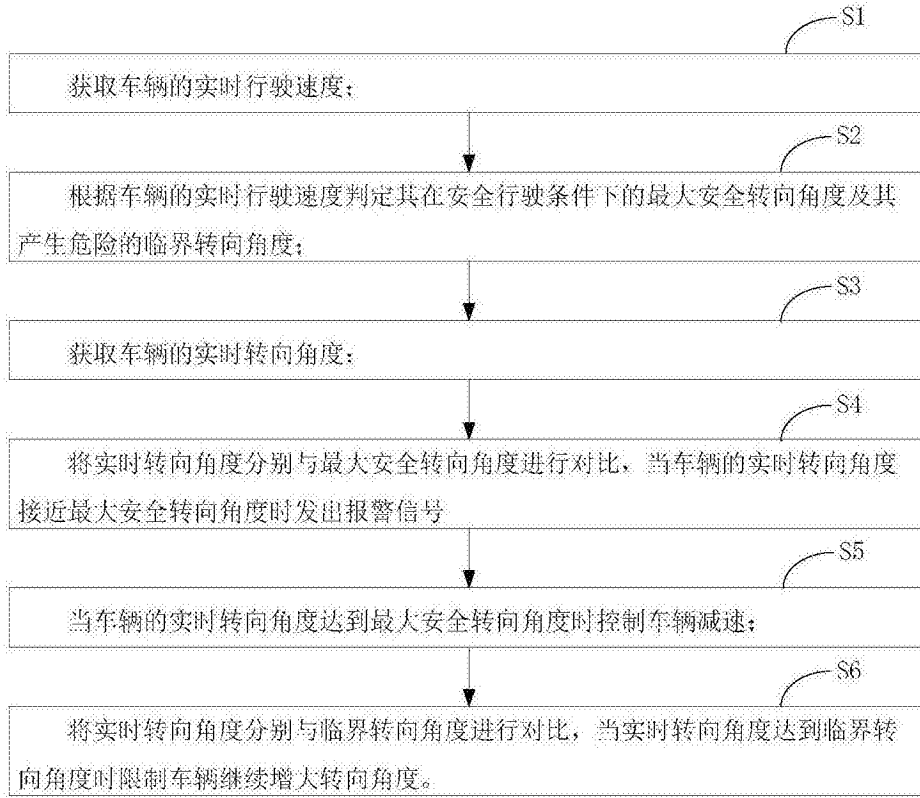 S1
获取车辆的实时行驶速度;
S2
根据车辆的实时行驶速度判定其在安全行驶条件下的最大安全转向角度及其
产生危险的临界转向角度;
S3
获取车辆的实时转向角度;
S4
将实时转向角度分别与最大安全转向角度进行对比，当车辆的实时转向角度
接近最大安全转向角度时发出报警信号
S5
当车辆的实时转向角度达到最大安全转向角度时控制车辆减速;
S6
将实时转向角度分别与临界转向角度进行对比，当实时转向角度达到临界转
向角度时限制车辆继续增大转向角度。